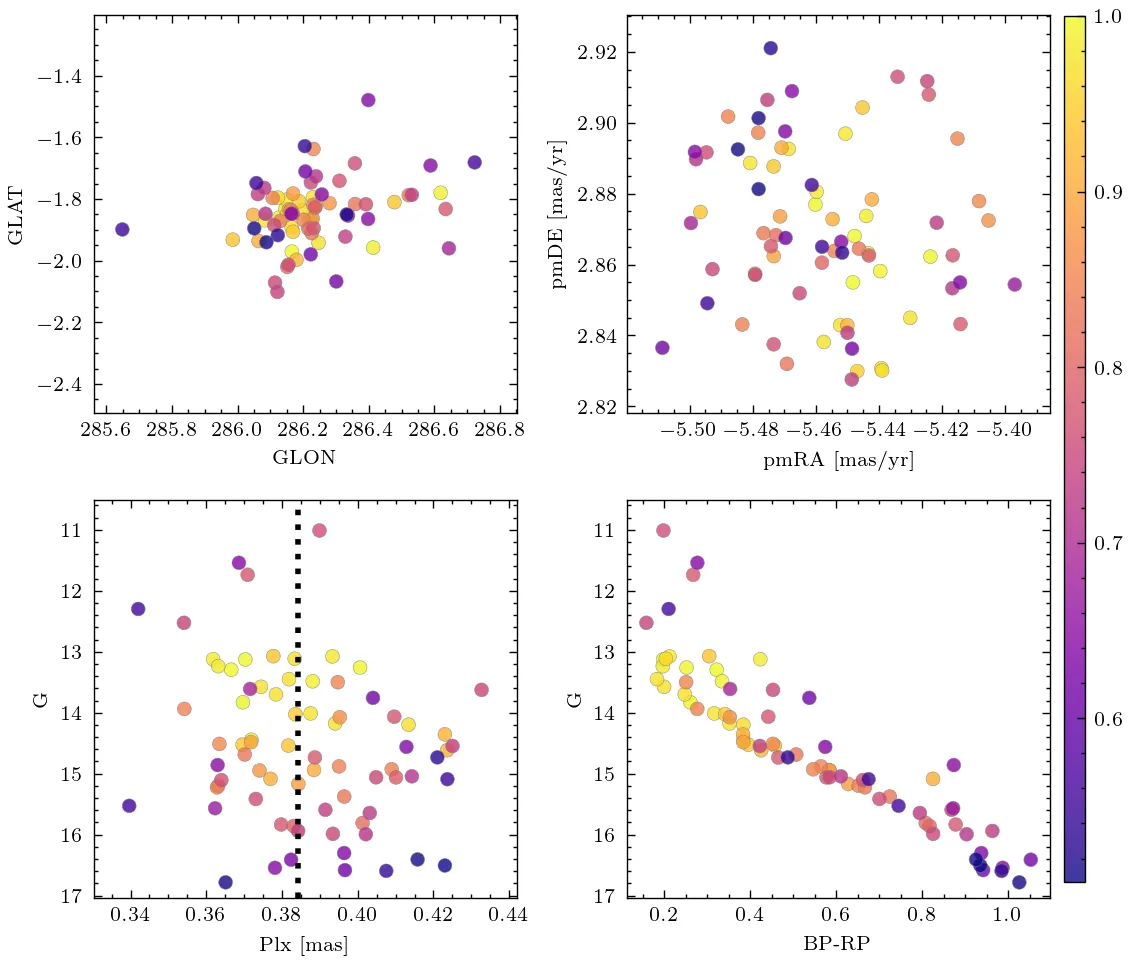 −1.4
−1.6
−1.8
−2.0
−2.2
−2.4
GLAT
285.6 285.8 286.0 286.2 286.4 286.6 286.8
GLON
2.92
2.90
2.88
2.86
2.84
2.82
pmDE [mas/yr]
−5.50 −5.48 −5.46 −5.44 −5.42 −5.40
pmRA [mas/yr]
11
12
13
14
15
16
17
G
0.34 0.36 0.38 0.40 0.42 0.44
Plx [mas]
11
12
13
14
15
16
17
G
0.2 0.4 0.6 0.8 1.0
BP-RP
1.0
0.9
0.8
0.7
0.6